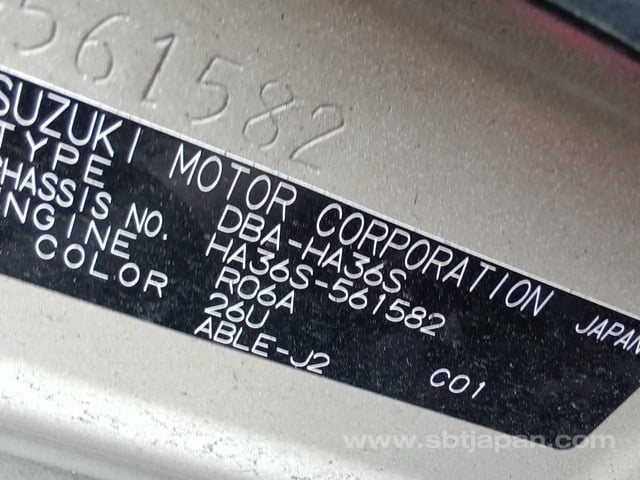 561582
SUZUKI MOTOR CORPORATION JAPAN
TYPE DBA-HA36S
CHASSIS NO. HA36S-561582
ENGINE R06A
COLOR 26U
ABLE-J2 C01
www.sbtjapan.com